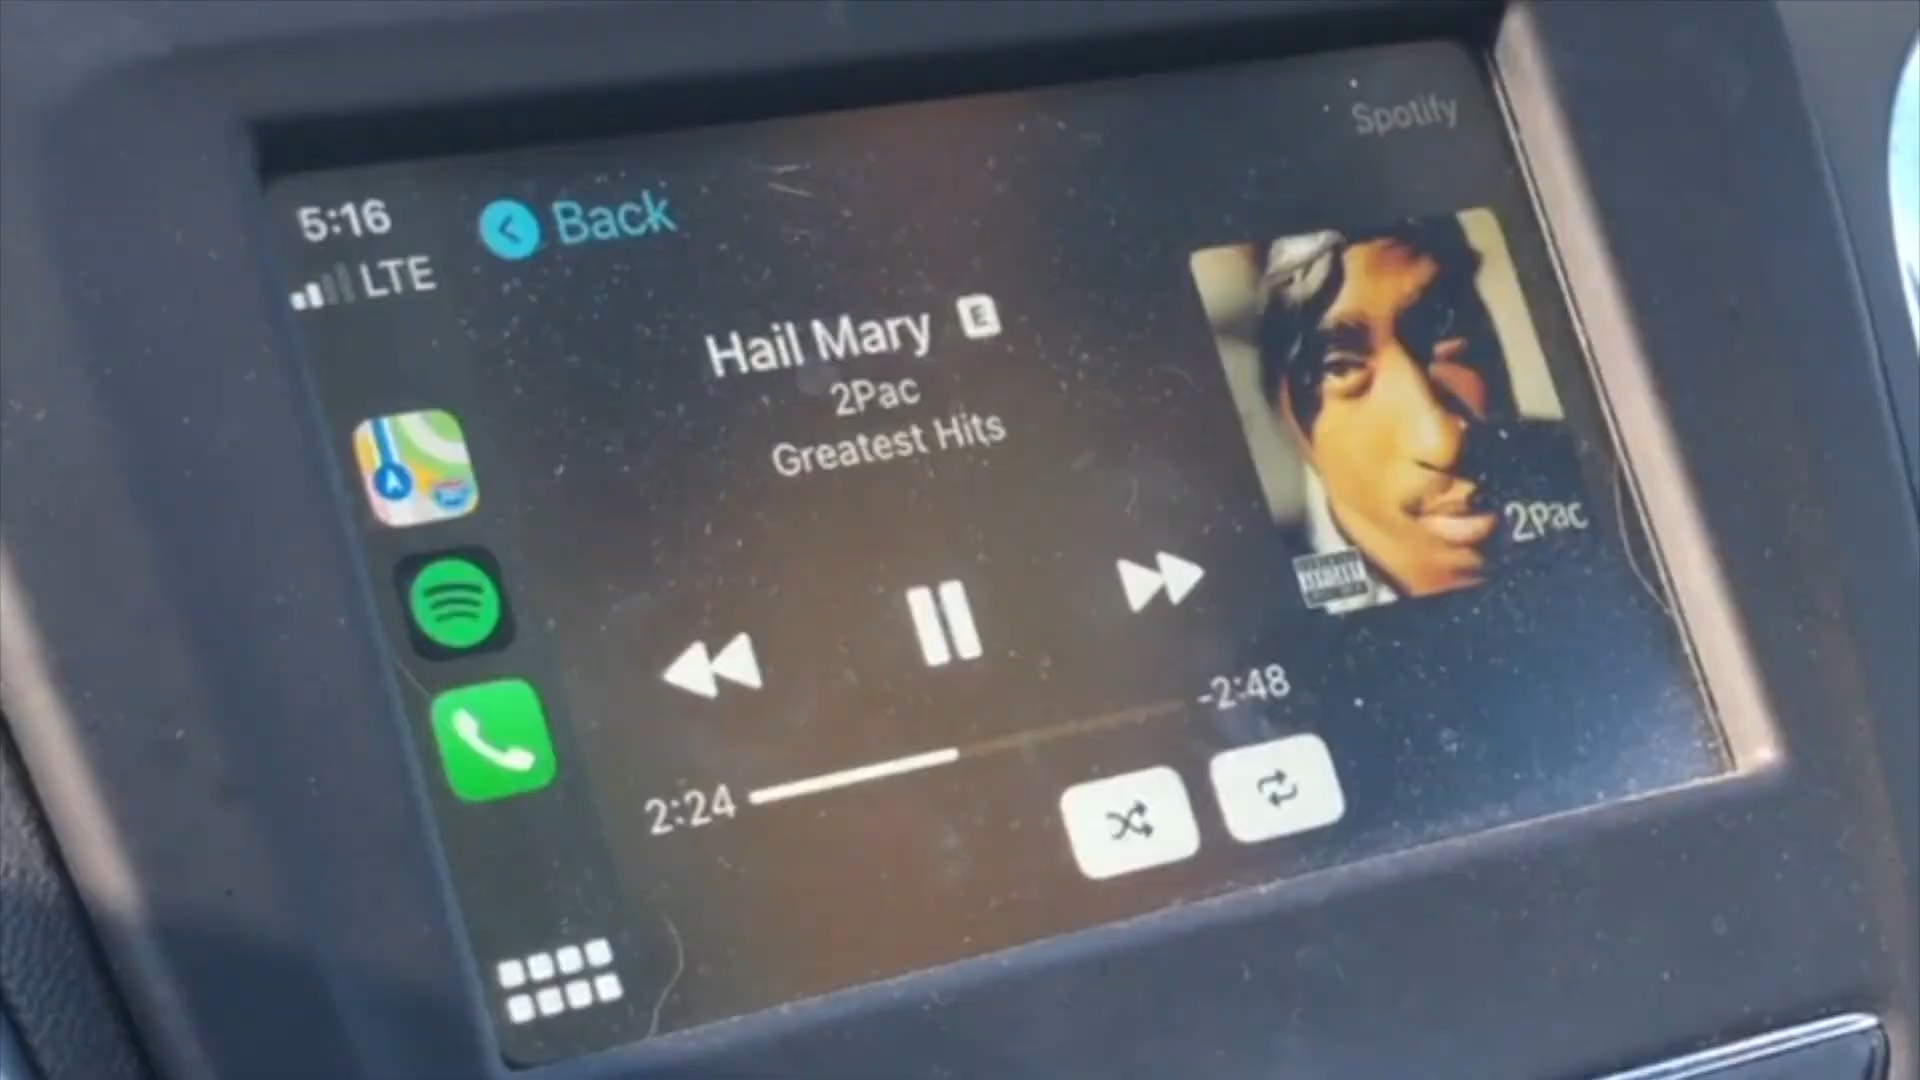 Spotify
5:16
Back
LTE
Hail Mary E
2Pac
Greatest Hits
2Pac
-2:48
2:24